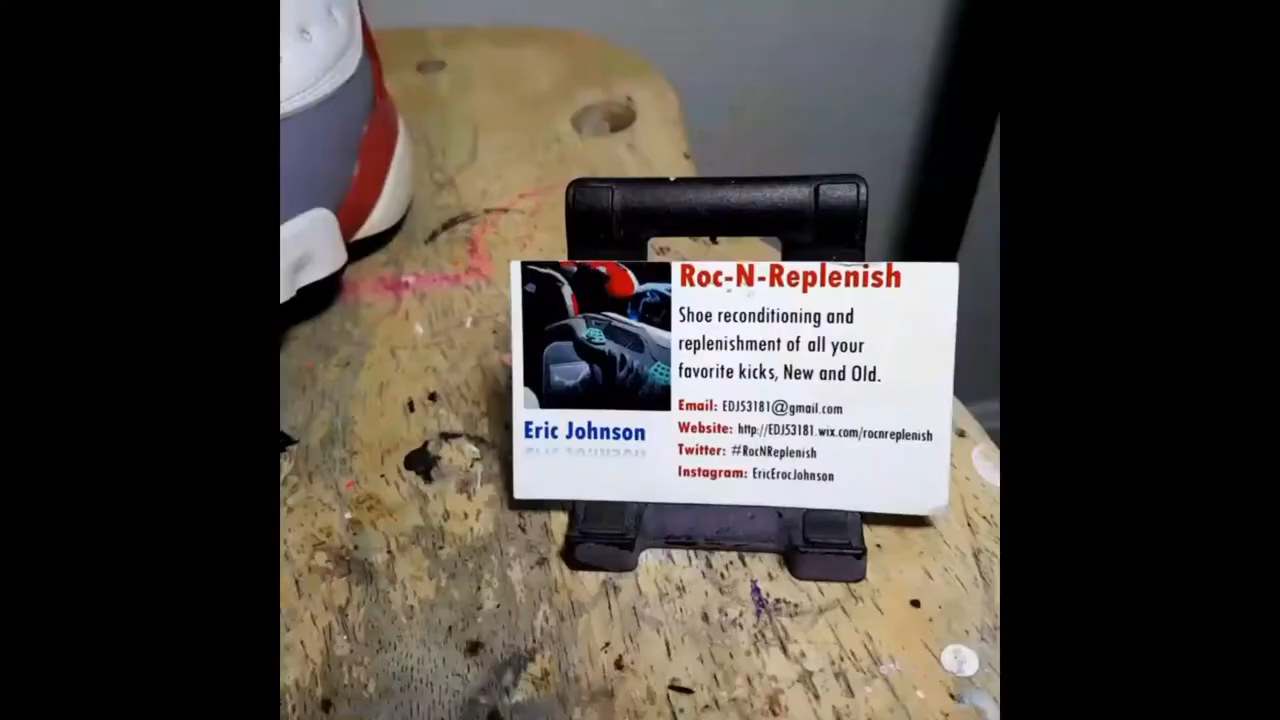 Roc-N-Replenish
Shoe reconditioning and
replenishment of all your
favorite kicks, New and Old.
Email: EDJ53181@gmail.com
Website: http://EDJ53181.wix.com/rocnreplenish
Twitter: #RocNReplenish
Instagram: EricErocJohnson
Eric Johnson